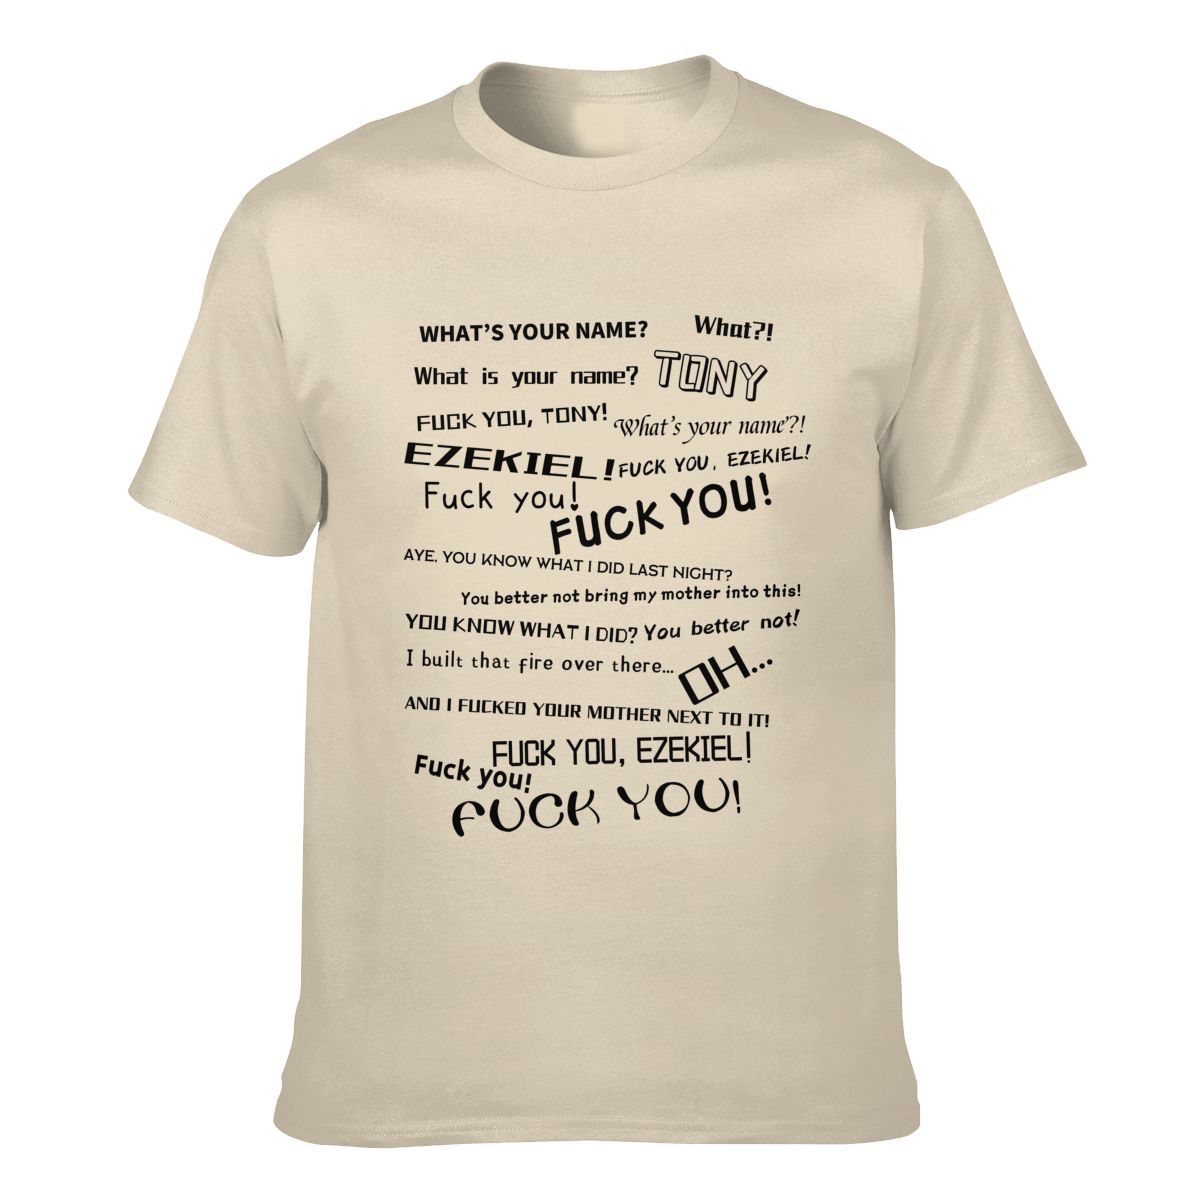 WHAT'S YOUR NAME? What?!
What is your name? TONY
FUCK YOU, TONY! What's your name?!
EZEKIEL! FUCK YOU, EZEKIEL!
Fuck you!
FUCK YOU!
AYE, YOU KNOW WHAT I DID LAST NIGHT?
You better not bring my mother into this!
YOU KNOW WHAT I DID? You better not!
I built that fire over there... OH...
AND I FUCKED YOUR MOTHER NEXT TO IT!
FUCK YOU, EZEKIEL!
Fuck you!
FUCK YOU!